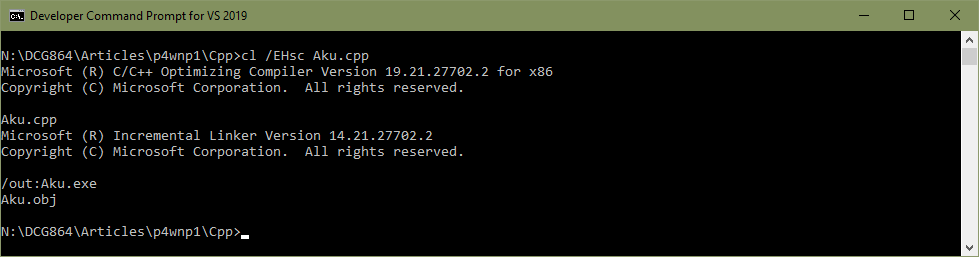 Developer Command Prompt for VS 2019
N:\DCG864\Articles\p4wnp1\Cpp>cl /EHsc Aku.cpp
Microsoft (R) C/C++ Optimizing Compiler Version 19.21.27702.2 for x86
Copyright (C) Microsoft Corporation.  All rights reserved.
Aku.cpp
Microsoft (R) Incremental Linker Version 14.21.27702.2
Copyright (C) Microsoft Corporation.  All rights reserved.
/out:Aku.exe
Aku.obj
N:\DCG864\Articles\p4wnp1\Cpp>